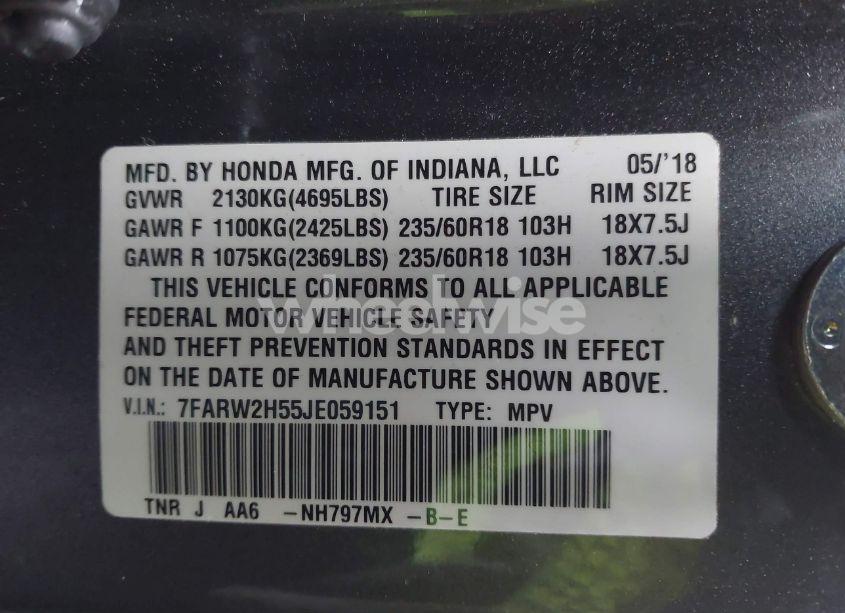 MFD. BY HONDA MFG. OF INDIANA, LLC 05/'18
GVWR 2130KG(4695LBS) TIRE SIZE RIM SIZE
GAWR F 1100KG(2425LBS) 235/60R18 103H 18X7.5J
GAWR R 1075KG(2369LBS) 235/60R18 103H 18X7.5J
THIS VEHICLE CONFORMS TO ALL APPLICABLE
FEDERAL MOTOR VEHICLE SAFETY
AND THEFT PREVENTION STANDARDS IN EFFECT
ON THE DATE OF MANUFACTURE SHOWN ABOVE.
V.I.N.: 7FARW2H55JE059151 TYPE: MPV
TNR J AA6 -NH797MX -B-E
wheelwise